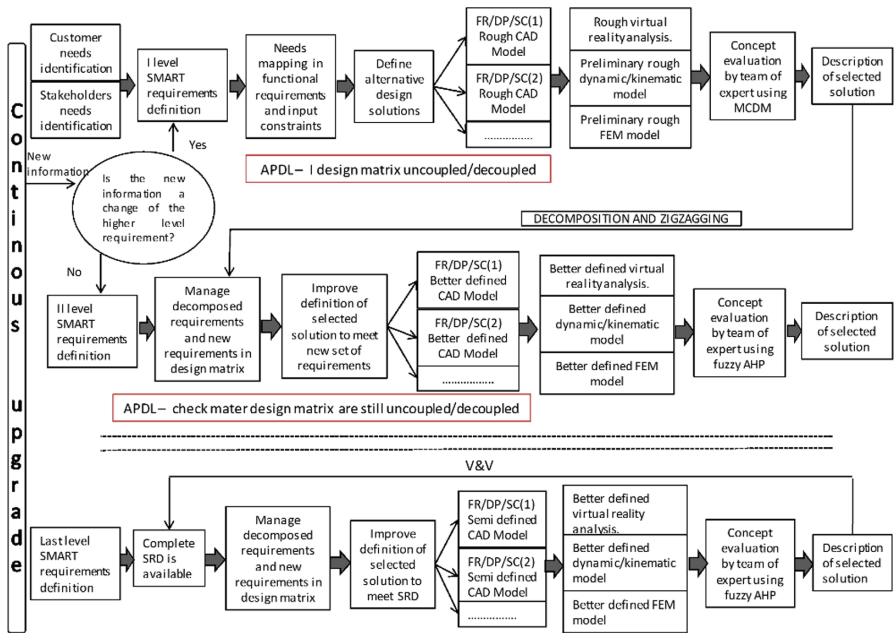 Continous upgrade
Customer
needs
identification
Stakeholders
needs
identification
I level
SMART
requirements
definition
Needs
mapping in
functional
requirements
and input
constraints
Define
alternative
design
solutions
FR/DP/SC(1)
Rough CAD
Model
FR/DP/SC(2)
Rough CAD
Model
................
Rough virtual
reality analysis.
Preliminary rough
dynamic/kinematic
model
Preliminary rough
FEM model
Concept
evaluation
by team of
expert using
MCDM
Description
of selected
solution
New
information
Yes
Is the new
information a
change of the
higher level
requirement?
No
APDL– I design matrix uncoupled/decoupled
DECOMPOSITION AND ZIGZAGGING
II level
SMART
requirements
definition
Manage
decomposed
requirements
and new
requirements in
design matrix
Improve
definition of
selected
solution to meet
new set of
requirements
FR/DP/SC(1)
Better defined
CAD Model
FR/DP/SC(2)
Better defined
CAD Model
................
Better defined virtual
reality analysis.
Better defined
dynamic/kinematic
model
Better defined FEM
model
Concept
evaluation
by team of
expert using
fuzzy AHP
Description
of selected
solution
APDL– check mater design matrix are still uncoupled/decoupled
V&V
Last level
SMART
requirements
definition
Complete
SRD is
available
Manage
decomposed
requirements
and new
requirements in
design matrix
Improve
definition of
selected
solution to
meet SRD
FR/DP/SC(1)
Semi defined
CAD Model
FR/DP/SC(2)
Semi defined
CAD Model
................
Better defined
virtual reality
analysis.
Better defined
dynamic/kinematic
model
Better defined FEM
model
Concept
evaluation
by team of
expert using
fuzzy AHP
Description
of selected
solution